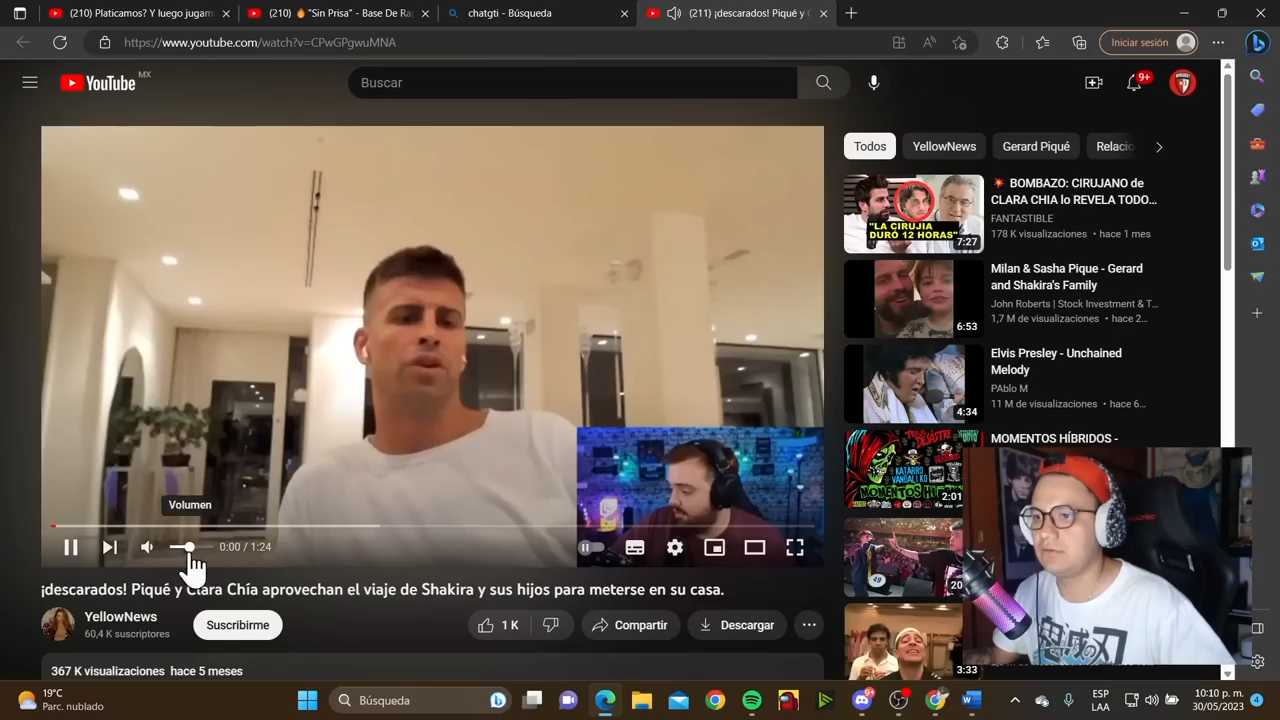 (210) Platicamos? Y luego jugam
(210) 🔥"Sin Prisa" - Base De Ra
chatgti - Búsqueda
(211) ¡descarados! Piqué y C
https://www.youtube.com/watch?v=CPwGPgwuMNA
Iniciar sesión
YouTube MX
Buscar
9+
Todos
YellowNews
Gerard Piqué
Relacio
"LA CIRUJIA
DURÓ 12 HORAS"
7:27
💥 BOMBAZO: CIRUJANO de
CLARA CHIA lo REVELA TODO...
FANTASTIBLE
178 K visualizaciones • hace 1 mes
6:53
Milan & Sasha Pique - Gerard
and Shakira's Family
John Roberts | Stock Investment & T...
1,7 M de visualizaciones • hace 2...
4:34
Elvis Presley - Unchained
Melody
PAblo M
11 M de visualizaciones • hace 6...
KATARRO
VANDALIKO
2:01
MOMENTOS HÍBRIDOS -
49
20
3:33
Volumen
0:00 / 1:24
¡descarados! Piqué y Clara Chía aprovechan el viaje de Shakira y sus hijos para meterse en su casa.
YellowNews
60,4 K suscriptores
Suscribirme
1 K
Compartir
Descargar
367 K visualizaciones hace 5 meses
19°C
Parc. nublado
Búsqueda
9+
ESP
LAA
10:10 p. m.
30/05/2023
4